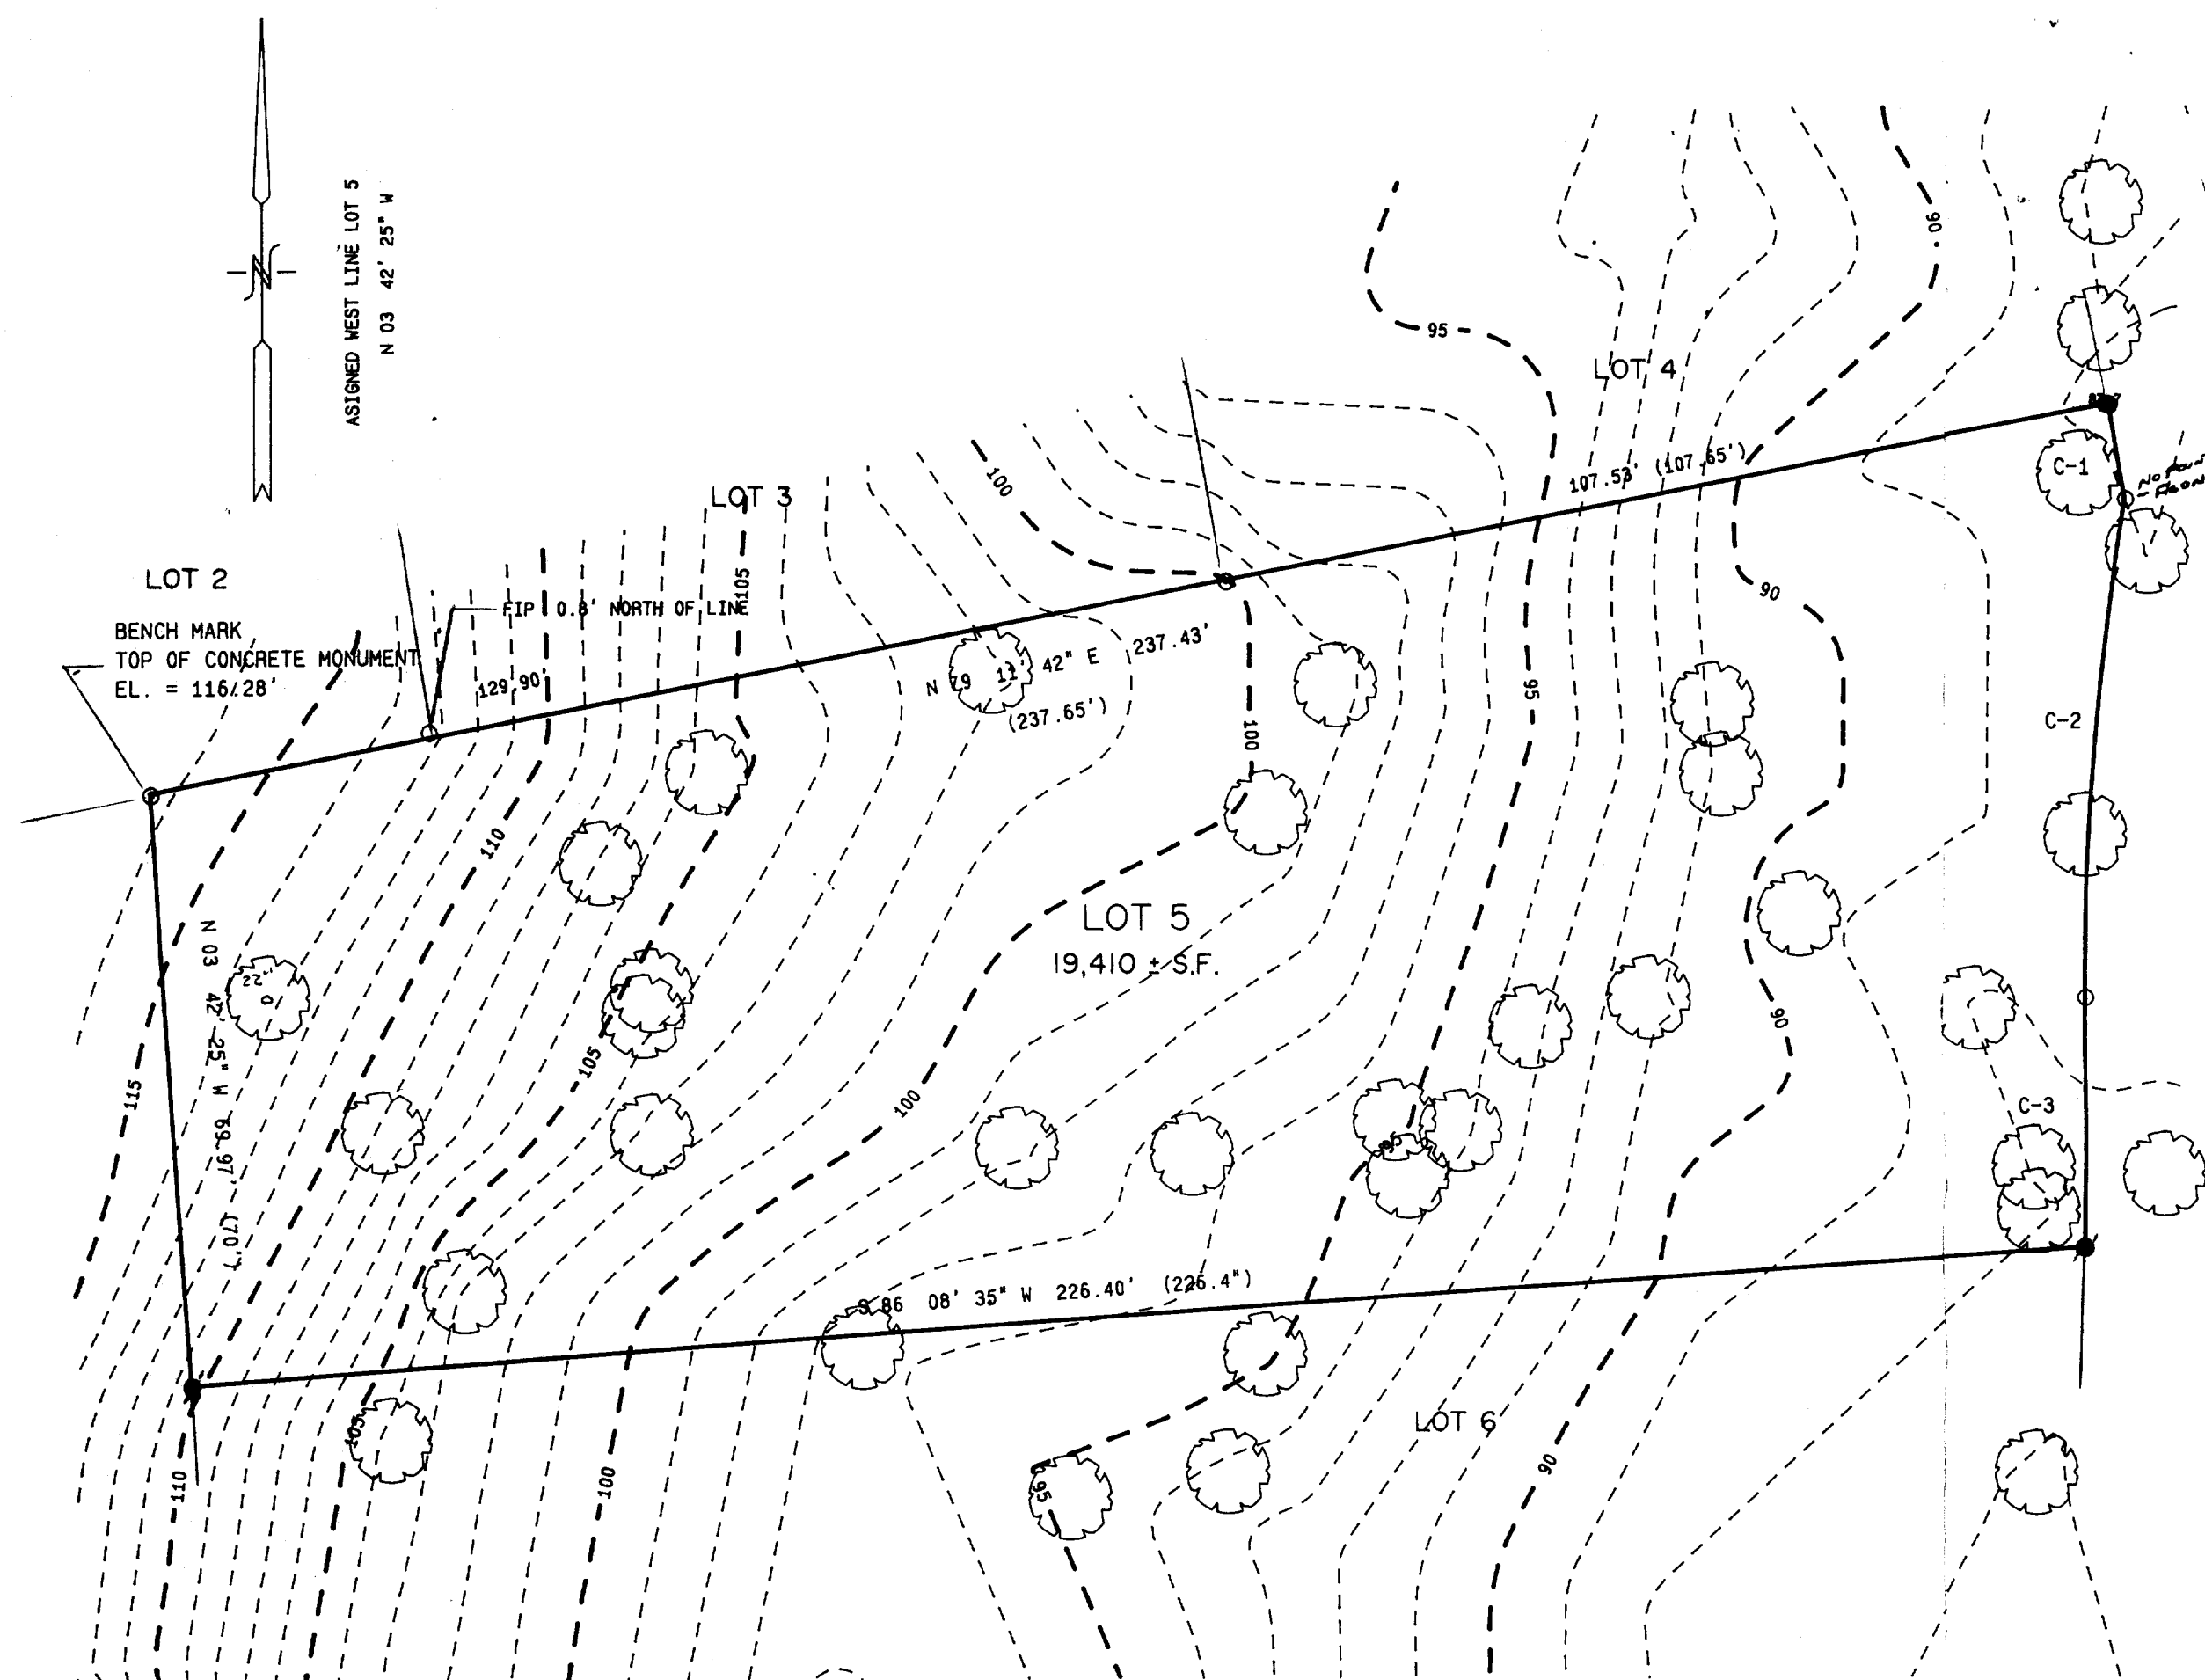 ASIGNED WEST LINE LOT 5
N 03 42' 25" W
LOT 2
BENCH MARK
TOP OF CONCRETE MONUMENT
EL. = 116.28'
LOT 3
FIP 0.8' NORTH OF LINE
LOT 4
129.90'
N 79 11' 42" E 237.43'
(237.65')
107.53' (107.65')
C-1
NO
C-2
C-3
95
90
100
105
90
110
100
95
LOT 5
19,410 ± S.F.
N 03 42' 25" W 69.97' (70')
22"
115
105
100
90
95
S 86 08' 35" W 226.40' (226.4")
LOT 6
105
110
100
95
90